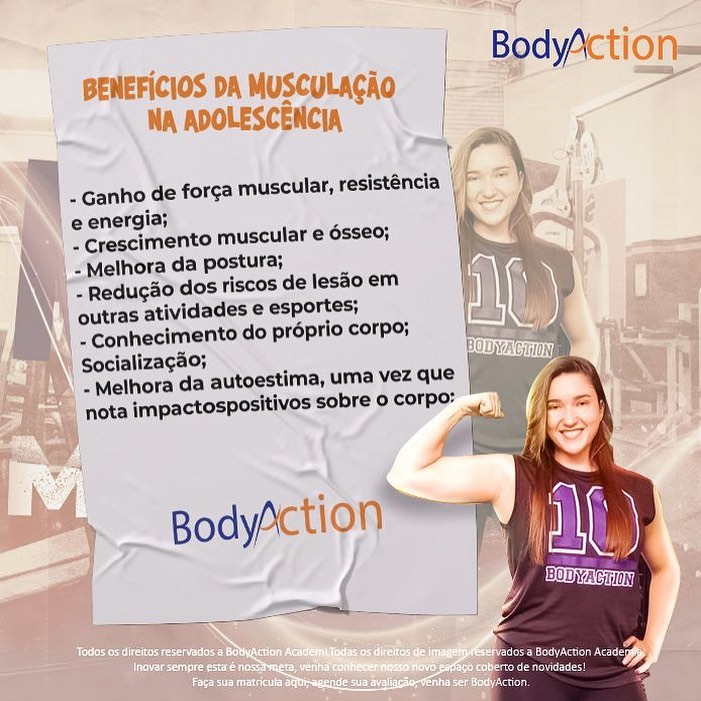 BodyAction
BENEFÍCIOS DA MUSCULAÇÃO
NA ADOLESCÊNCIA
- Ganho de força muscular, resistência
e energia;
- Crescimento muscular e ósseo;
- Melhora da postura;
- Redução dos riscos de lesão em
outras atividades e esportes;
- Conhecimento do próprio corpo;
Socialização;
- Melhora da autoestima, uma vez que
nota impactospositivos sobre o corpo;
BodyAction
10
BODYACTION
10
BODYACTION
Todos os direitos reservados a BodyAction Academi.Todas os direitos de imagem reservados a BodyAction Academi.
Inovar sempre esta é nossa meta, venha conhecer nosso novo espaço coberto de novidades!
Faça sua matricula aqui, agende sua avaliação, venha ser BodyAction.